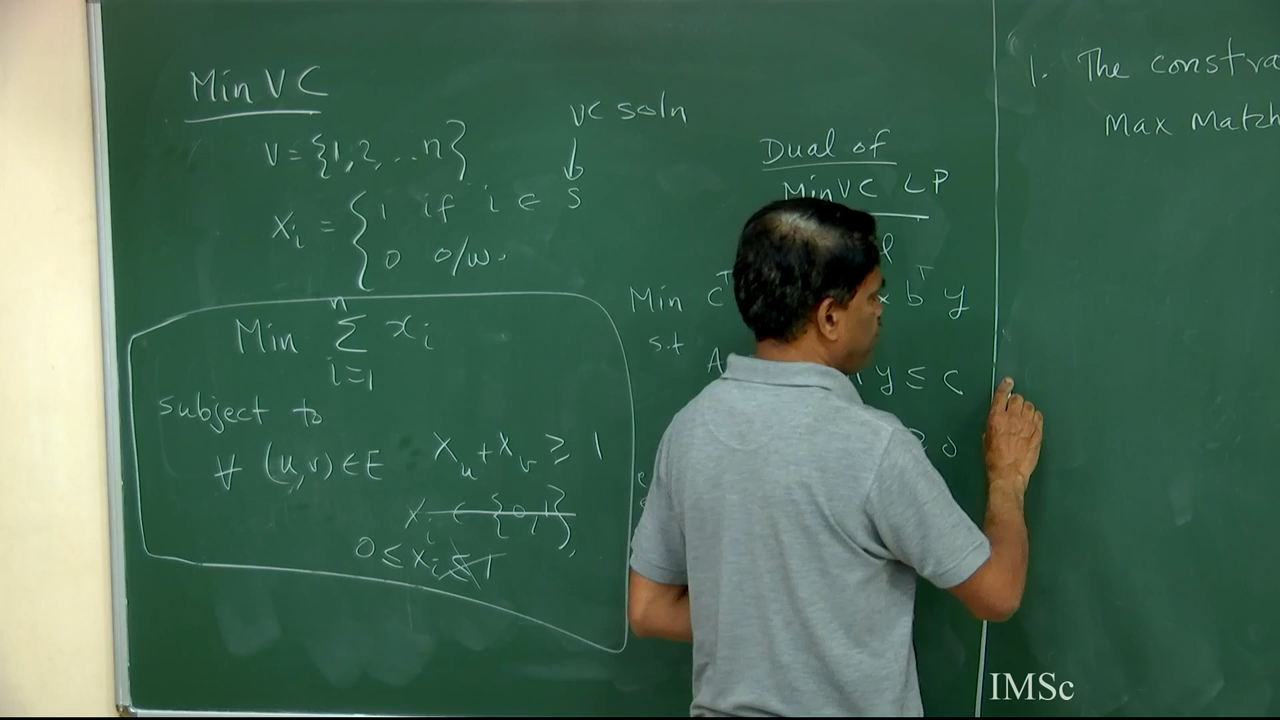 Min VC
V = {1, 2, .. n}
VC soln
↓
x_i = { 1 if i ∈ S
0 o/w.
Min ∑_{i=1}^{n} x_i
subject to
∀ (u,v) ∈ E x_u + x_v ≥ 1
x_i ∈ {0,1},
0 ≤ x_i ≤ 1
Dual of
Min VC LP
Min c^T b^T y
s.t A y ≤ c
0
1. The constra
Max Match
IMSc